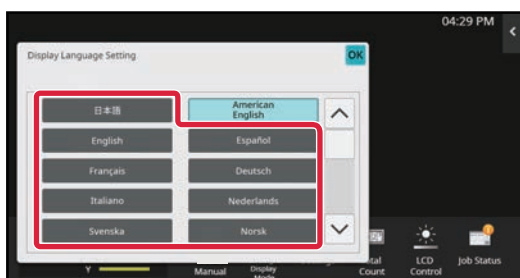 04:29 PM
Display Language Setting
OK
日本語
American
English
English
Español
Français
Deutsch
Italiano
Nederlands
Svenska
Norsk
Y
Manual
Display
Mode
Count
LCD
Control
Job Status